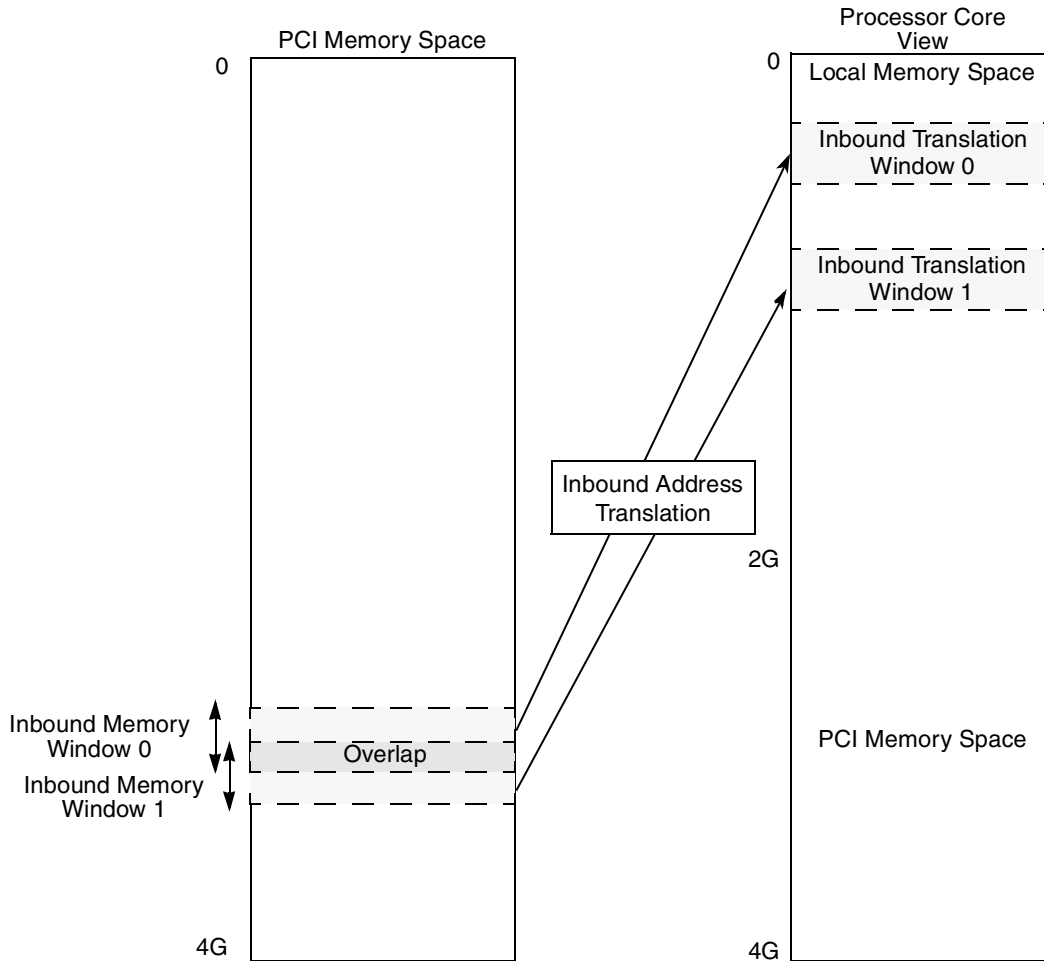 PCI Memory Space
0
Processor Core
View
0
Local Memory Space
Inbound Translation
Window 0
Inbound Translation
Window 1
Inbound Address
Translation
2G
Inbound Memory
Window 0
Overlap
Inbound Memory
Window 1
PCI Memory Space
4G
4G